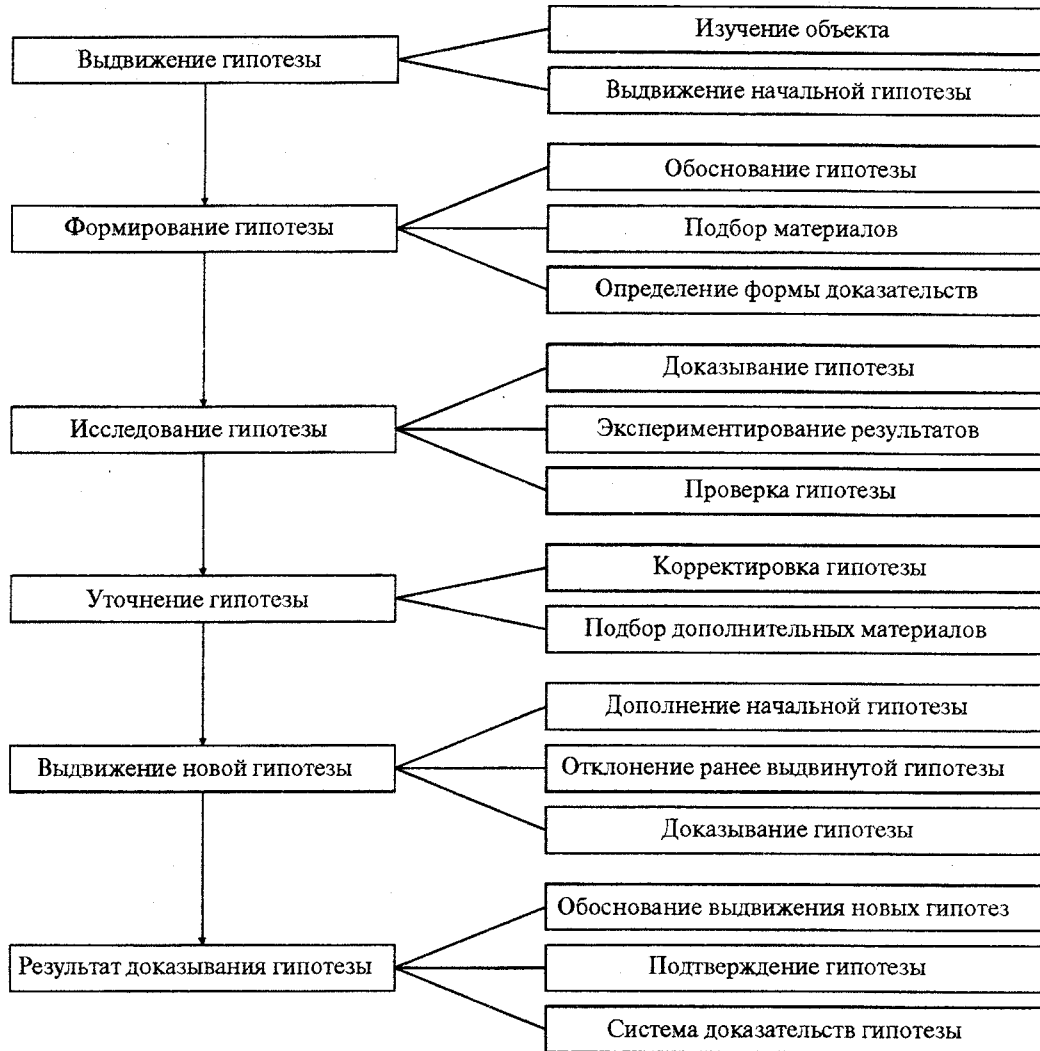 Выдвижение гипотезы
Изучение объекта
Выдвижение начальной гипотезы
Формирование гипотезы
Обоснование гипотезы
Подбор материалов
Определение формы доказательств
Исследование гипотезы
Доказывание гипотезы
Экспериментирование результатов
Проверка гипотезы
Уточнение гипотезы
Корректировка гипотезы
Подбор дополнительных материалов
Выдвижение новой гипотезы
Дополнение начальной гипотезы
Отклонение ранее выдвинутой гипотезы
Доказывание гипотезы
Результат доказывания гипотезы
Обоснование выдвижения новых гипотез
Подтверждение гипотезы
Система доказательств гипотезы